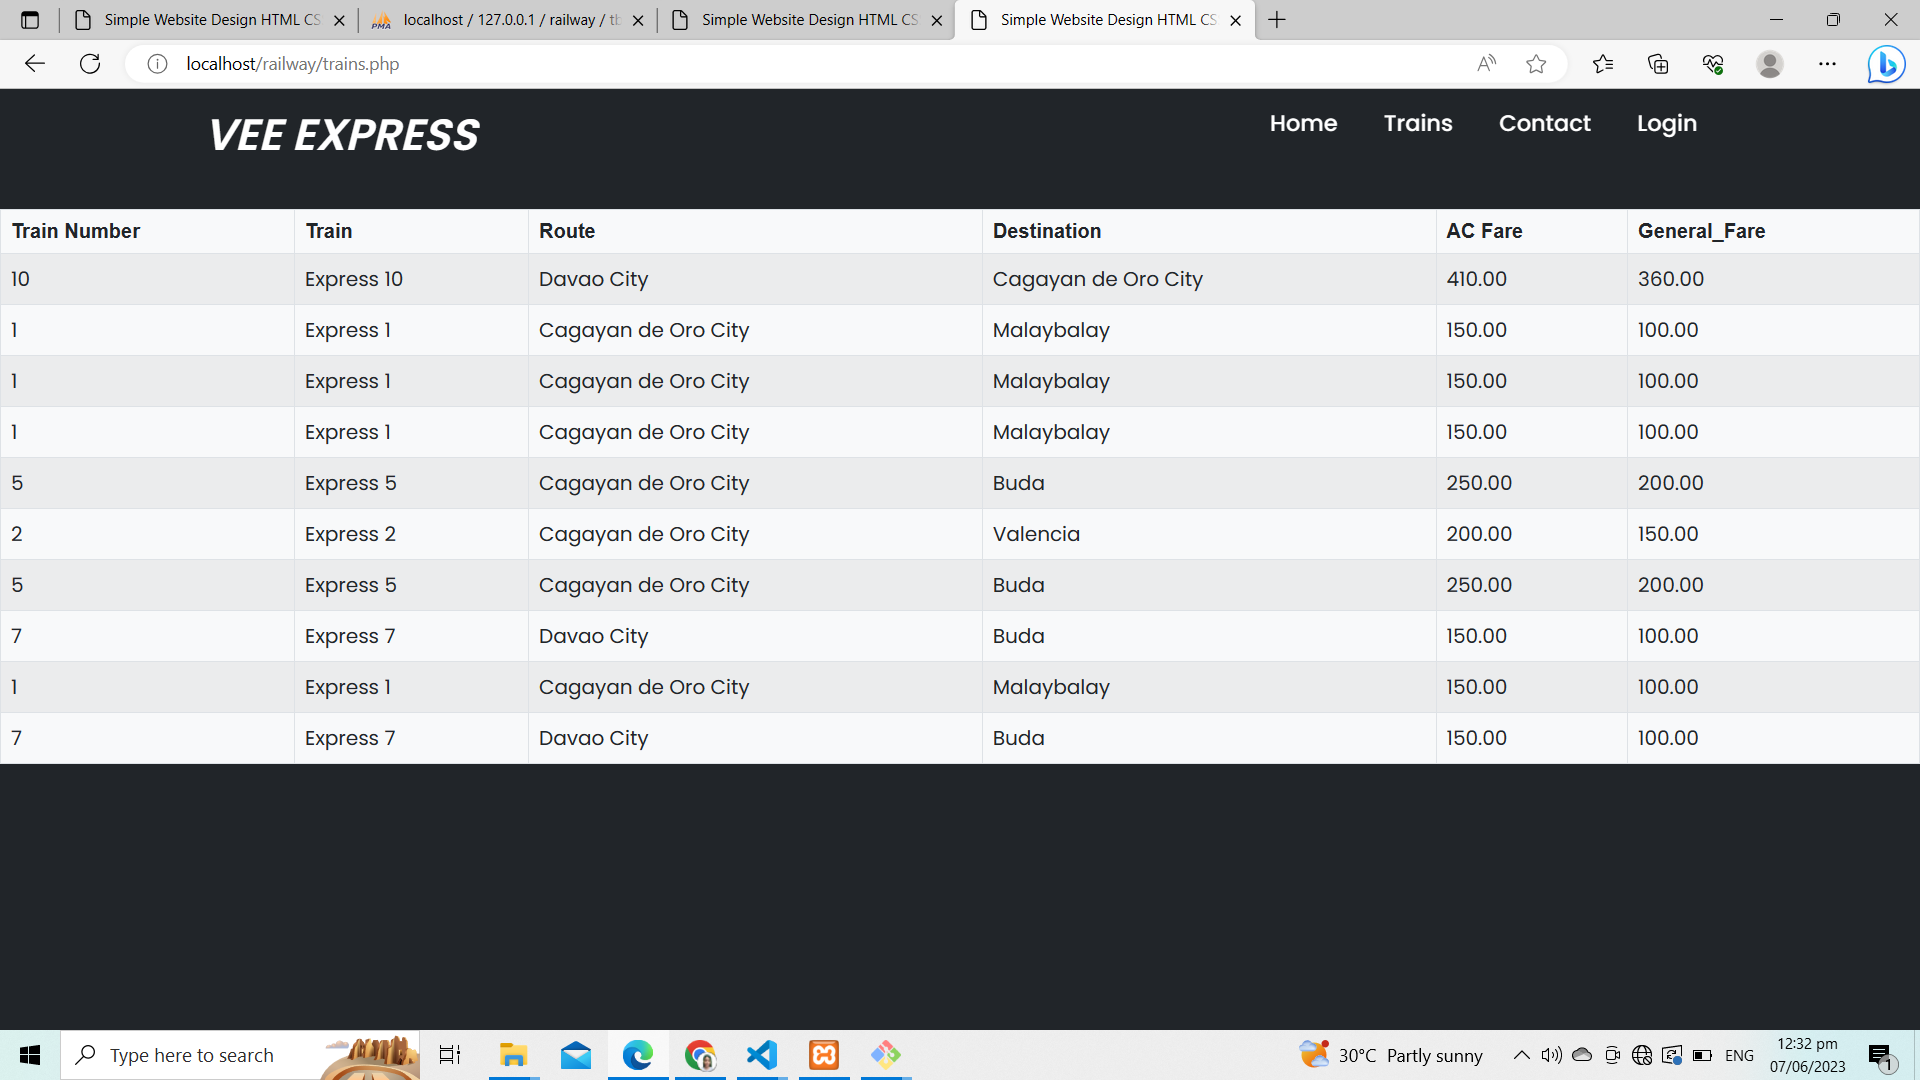 Simple Website Design HTML CS
localhost / 127.0.0.1 / railway / tb
Simple Website Design HTML CS
Simple Website Design HTML CS
localhost/railway/trains.php
VEE EXPRESS
Home Trains Contact Login
Train Number Train Route Destination AC Fare General_Fare
10 Express 10 Davao City Cagayan de Oro City 410.00 360.00
1 Express 1 Cagayan de Oro City Malaybalay 150.00 100.00
1 Express 1 Cagayan de Oro City Malaybalay 150.00 100.00
1 Express 1 Cagayan de Oro City Malaybalay 150.00 100.00
5 Express 5 Cagayan de Oro City Buda 250.00 200.00
2 Express 2 Cagayan de Oro City Valencia 200.00 150.00
5 Express 5 Cagayan de Oro City Buda 250.00 200.00
7 Express 7 Davao City Buda 150.00 100.00
1 Express 1 Cagayan de Oro City Malaybalay 150.00 100.00
7 Express 7 Davao City Buda 150.00 100.00
Type here to search
30°C Partly sunny
ENG
12:32 pm
07/06/2023
1